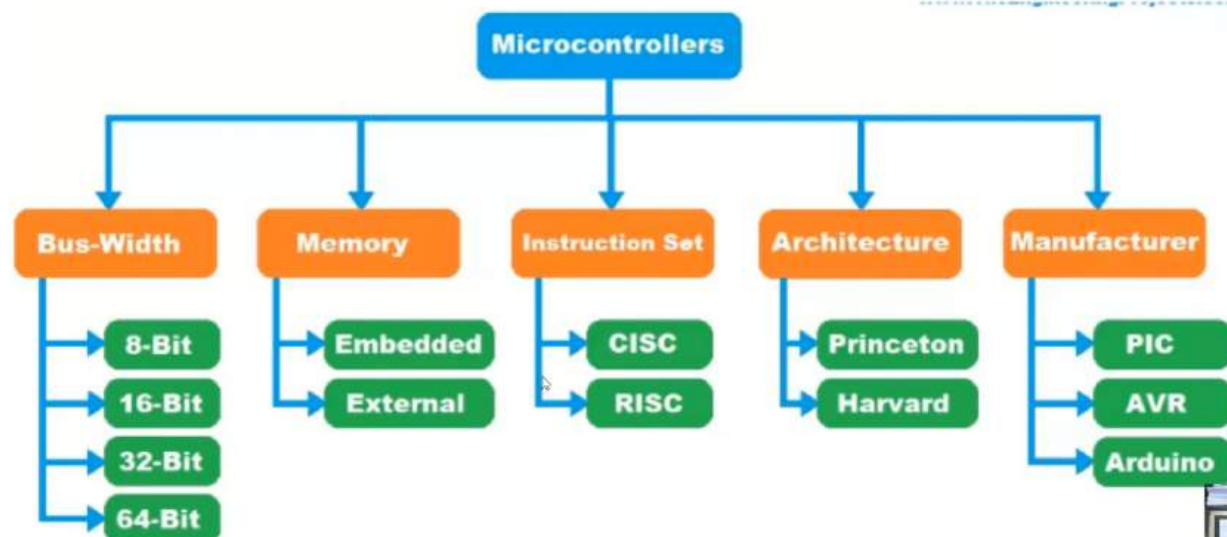 Microcontrollers
Bus-Width
Memory
Instruction Set
Architecture
Manufacturer
8-Bit
16-Bit
32-Bit
64-Bit
Embedded
External
CISC
RISC
Princeton
Harvard
PIC
AVR
Arduino